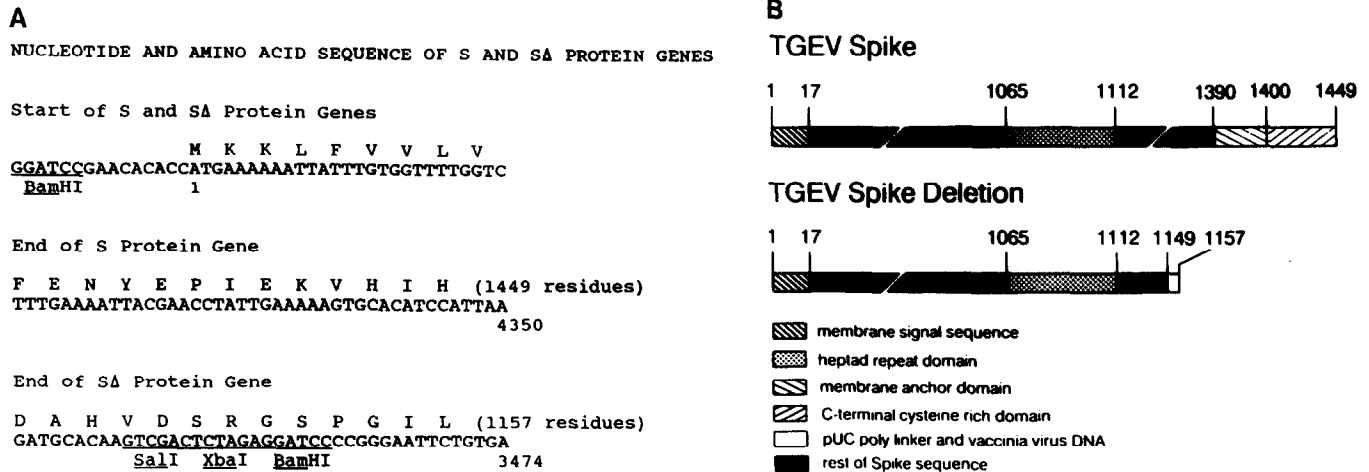 A
NUCLEOTIDE AND AMINO ACID SEQUENCE OF S AND SΔ PROTEIN GENES
Start of S and SΔ Protein Genes
M K K L F V V L V
GGATCCGAACACACCATGAAAAAATTATTTGTGGTTTTGGTC
BamHI 1
End of S Protein Gene
F E N Y E P I E K V H I H (1449 residues)
TTTGAAAATTACGAACCTATTGAAAAAGTGCACATCCATTAA
4350
End of SΔ Protein Gene
D A H V D S R G S P G I L (1157 residues)
GATGCACAAGTCGACTCTAGAGGATCCCCGGGAATTCTGTGA
SalI XbaI BamHI 3474
B
TGEV Spike
1 17 1065 1112 1390 1400 1449
TGEV Spike Deletion
1 17 1065 1112 1149 1157
membrane signal sequence
heptad repeat domain
membrane anchor domain
C-terminal cysteine rich domain
pUC poly linker and vaccinia virus DNA
rest of Spike sequence